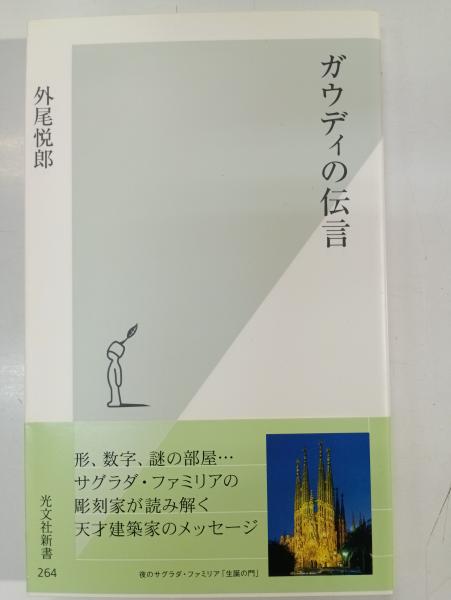 ガウディの伝言
外尾悦郎
形、数字、謎の部屋…
サグラダ・ファミリアの
彫刻家が読み解く
天才建築家のメッセージ
光文社新書
264
夜のサグラダ・ファミリア「生誕の門」